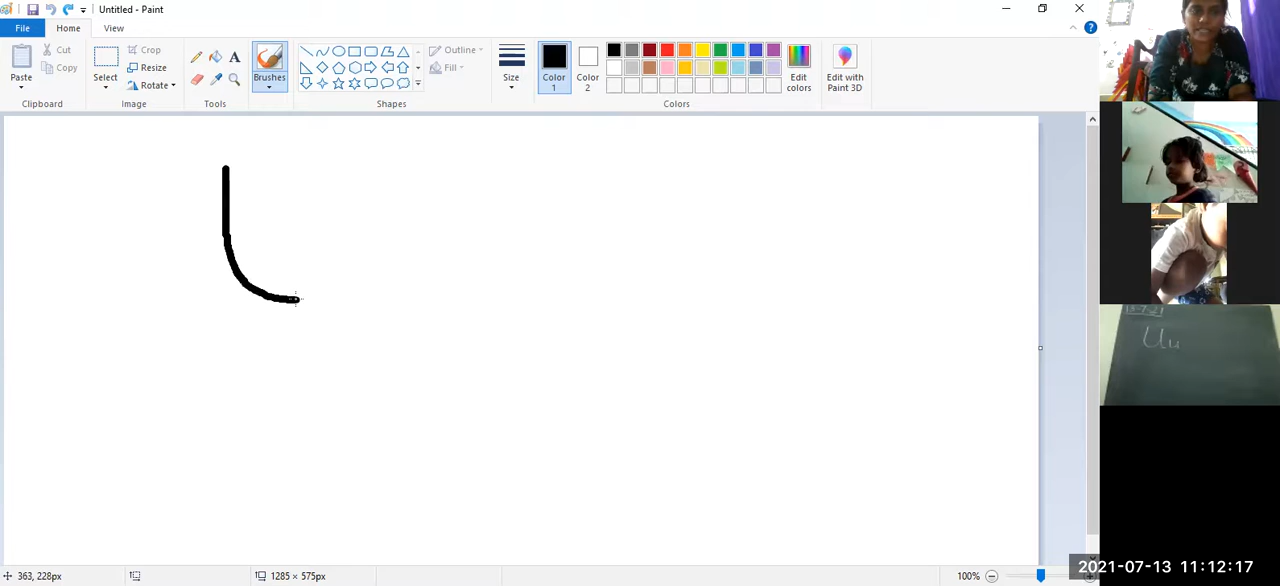 Untitled - Paint
File Home View
Paste
Cut
Copy
Clipboard
Select
Crop
Resize
Rotate
Image
A
Tools
Brushes
Shapes
Outline
Fill
Size
Color 1
Color 2
Edit colors
Colors
Edit with Paint 3D
Uu
363, 228px
1285 × 575px
100%
2021-07-13 11:12:17